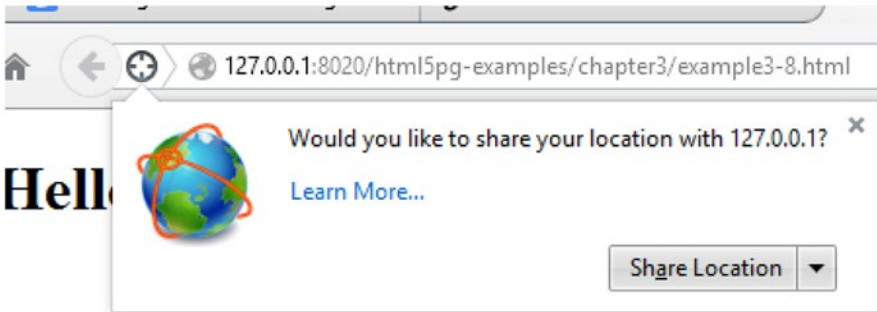 127.0.0.1:8020/html5pg-examples/chapter3/example3-8.html
Would you like to share your location with 127.0.0.1?
Learn More...
Hell
Share Location